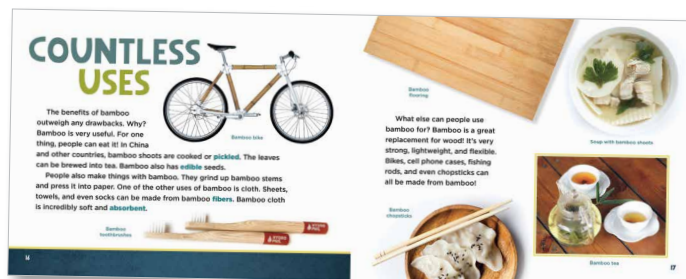 COUNTLESS
USES
The benefits of bamboo
outweigh any drawbacks. Why?
Bamboo is very useful. For one
thing, people can eat it! In China
and other countries, bamboo shoots are cooked or pickled. The leaves
can be brewed into tea. Bamboo also has edible seeds.
People also make things with bamboo. They grind up bamboo stems
and press it into paper. One of the other uses of bamboo is cloth. Sheets,
towels, and even socks can be made from bamboo fibers. Bamboo cloth
is incredibly soft and absorbent.
Bamboo bike
Bamboo
toothbrushes
16
Bamboo
flooring
What else can people use
bamboo for? Bamboo is a great
replacement for wood! It's very
strong, lightweight, and flexible.
Bikes, cell phone cases, fishing
rods, and even chopsticks can
all be made from bamboo!
Bamboo
chopsticks
Soup with bamboo shoots
Bamboo tea
17